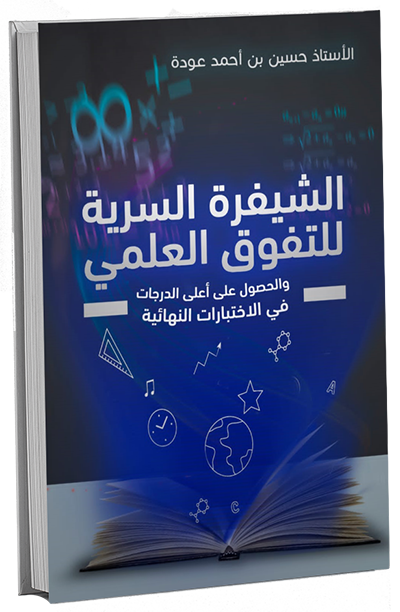 الأستاذ حسين بن أحمد عودة
الشيفرة السرية
للتفوق العلمي
والحصول على أعلى الدرجات
في الاختبارات النهائية
A
C